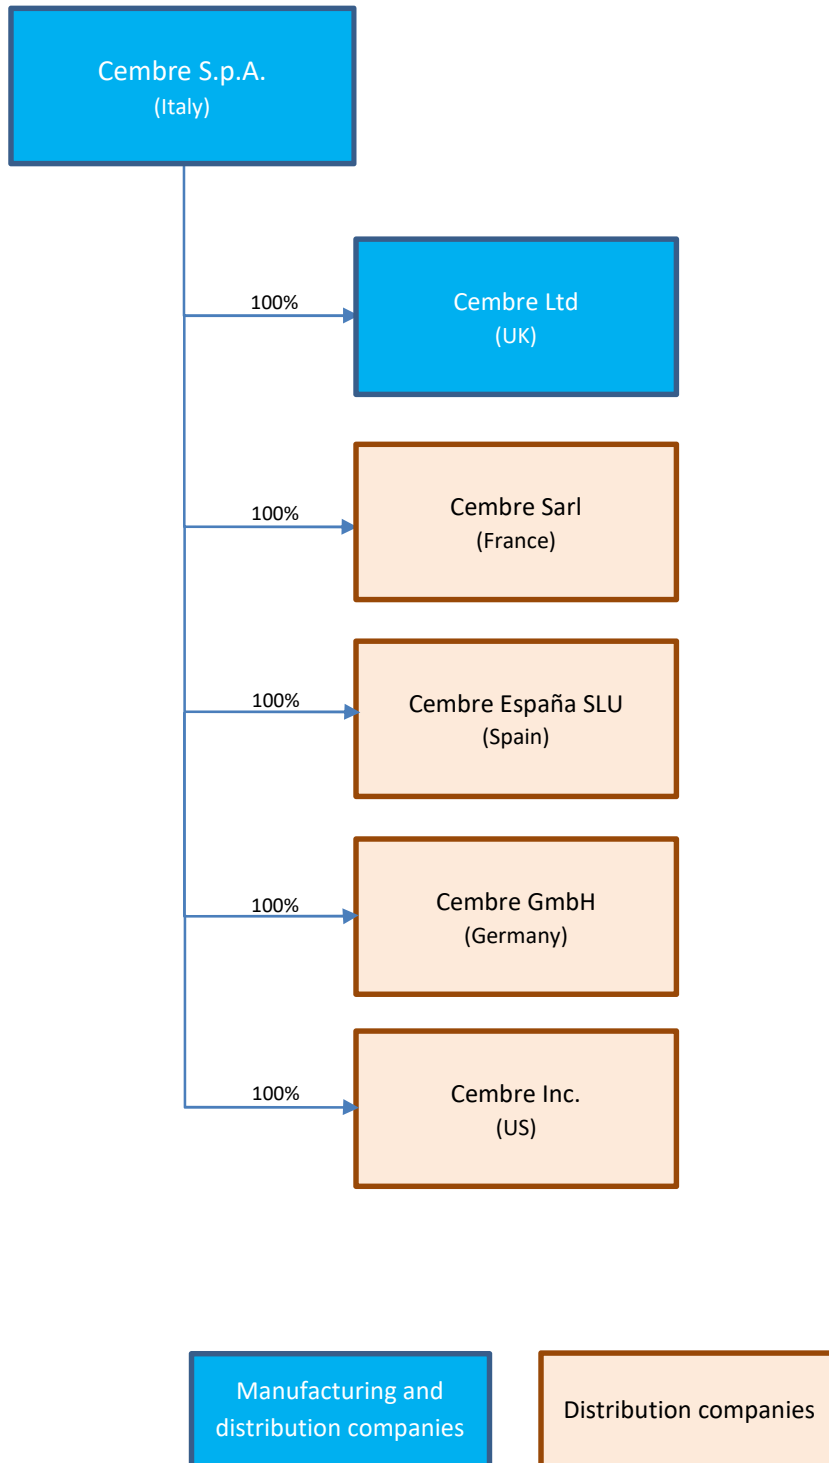 Cembre S.p.A.
(Italy)
100%
Cembre Ltd
(UK)
100%
Cembre Sarl
(France)
100%
Cembre España SLU
(Spain)
100%
Cembre GmbH
(Germany)
100%
Cembre Inc.
(US)
Manufacturing and
distribution companies
Distribution companies